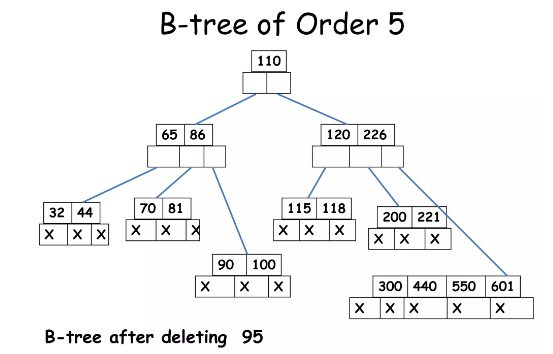 B-tree of Order 5
110
65 86
120 226
32 44
70 81
115 118
200 221
X X X
X X X
X X X
X X X
90 100
X X X
300 440 550 601
X X X X
B-tree after deleting 95